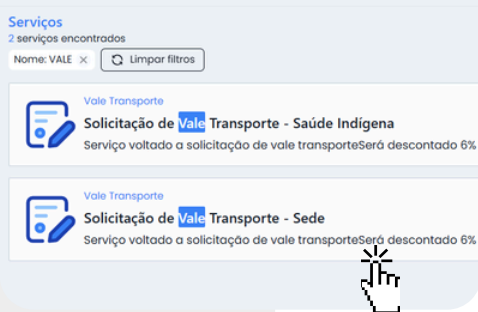 Serviços
2 serviços encontrados
Nome: VALE × Limpar filtros
Vale Transporte
Solicitação de Vale Transporte - Saúde Indígena
Serviço voltado a solicitação de vale transporteSerá descontado 6%
Vale Transporte
Solicitação de Vale Transporte - Sede
Serviço voltado a solicitação de vale transporteSerá descontado 6%